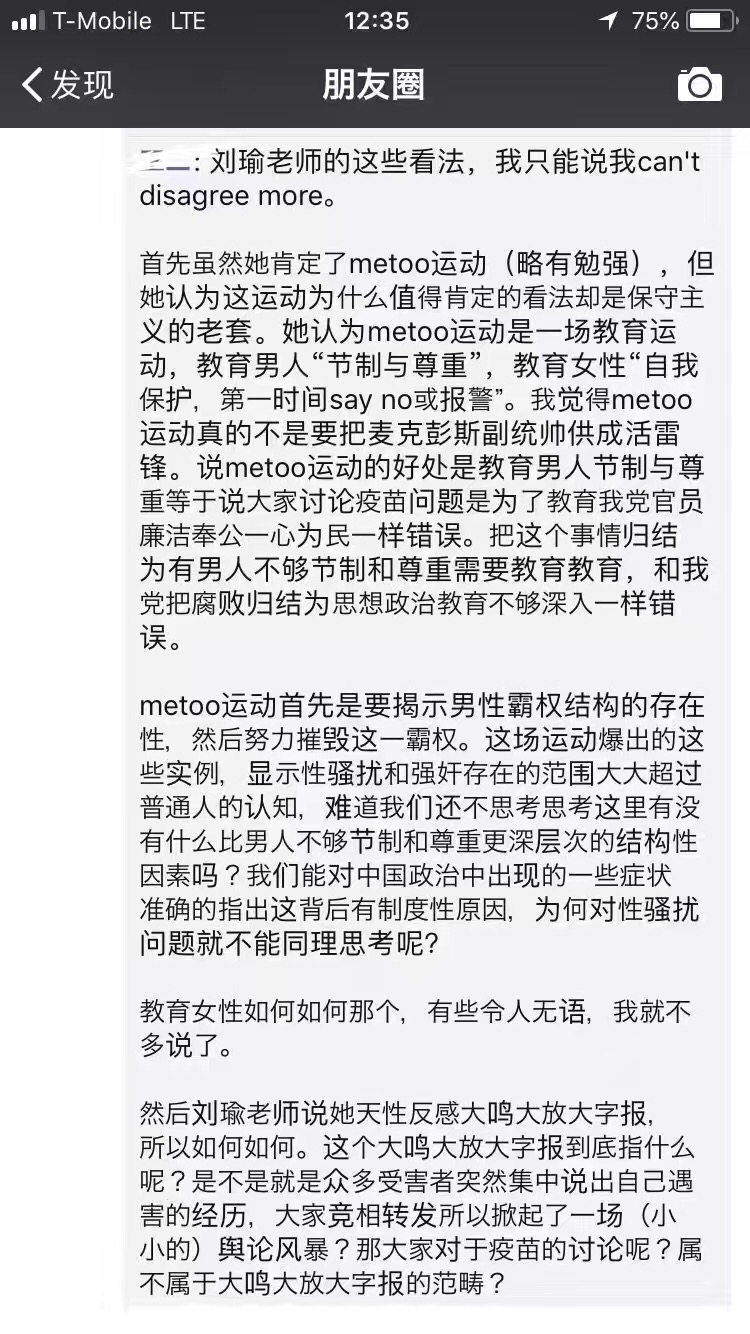 T-Mobile LTE 12:35 75%
发现 朋友圈
: 刘瑜老师的这些看法，我只能说我can't
disagree more。
首先虽然她肯定了metoo运动（略有勉强），但
她认为这运动为什么值得肯定的看法却是保守主
义的老套。她认为metoo运动是一场教育运
动，教育男人“节制与尊重”，教育女性“自我
保护，第一时间say no或报警”。我觉得metoo
运动真的不是要把麦克彭斯副统帅供成活雷
锋。说metoo运动的好处是教育男人节制与尊
重等于说大家讨论疫苗问题是为了教育我党官员
廉洁奉公一心为民一样错误。把这个事情归结
为有男人不够节制和尊重需要教育教育，和我
党把腐败归结为思想政治教育不够深入一样错
误。
metoo运动首先是要揭示男性霸权结构的存在
性，然后努力摧毁这一霸权。这场运动爆出的这
些实例，显示性骚扰和强奸存在的范围大大超过
普通人的认知，难道我们还不思考思考这里有没
有什么比男人不够节制和尊重更深层次的结构性
因素吗？我们能对中国政治中出现的一些症状
准确的指出这背后有制度性原因，为何对性骚扰
问题就不能同理思考呢?
教育女性如何如何那个，有些令人无语，我就不
多说了。
然后刘瑜老师说她天性反感大鸣大放大字报，
所以如何如何。这个大鸣大放大字报到底指什么
呢？是不是就是众多受害者突然集中说出自己遇
害的经历，大家竞相转发所以掀起了一场（小
小的）舆论风暴？那大家对于疫苗的讨论呢？属
不属于大鸣大放大字报的范畴？